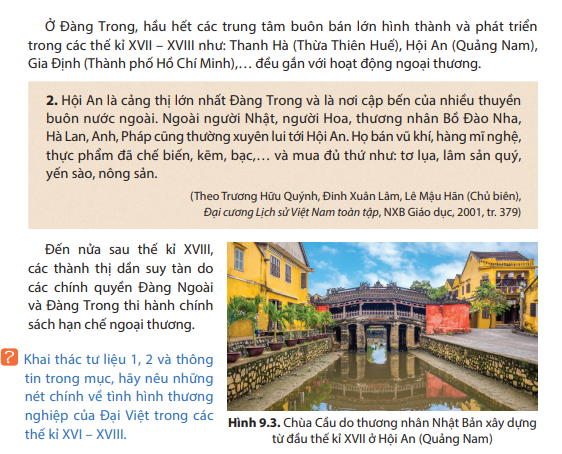 Ở Đàng Trong, hầu hết các trung tâm buôn bán lớn hình thành và phát triển
trong các thế kỉ XVII – XVIII như: Thanh Hà (Thừa Thiên Huế), Hội An (Quảng Nam),
Gia Định (Thành phố Hồ Chí Minh),... đều gắn với hoạt động ngoại thương.
2. Hội An là cảng thị lớn nhất Đàng Trong và là nơi cập bến của nhiều thuyền
buôn nước ngoài. Ngoài người Nhật, người Hoa, thương nhân Bồ Đào Nha,
Hà Lan, Anh, Pháp cũng thường xuyên lui tới Hội An. Họ bán vũ khí, hàng mĩ nghệ,
thực phẩm đã chế biến, kẽm, bạc,... và mua đủ thứ như: tơ lụa, lâm sản quý,
yến sào, nông sản.
(Theo Trương Hữu Quýnh, Đinh Xuân Lâm, Lê Mậu Hãn (Chủ biên),
Đại cương Lịch sử Việt Nam toàn tập, NXB Giáo dục, 2001, tr. 379)
Đến nửa sau thế kỉ XVIII,
các thành thị dần suy tàn do
các chính quyền Đàng Ngoài
và Đàng Trong thi hành chính
sách hạn chế ngoại thương.
? Khai thác tư liệu 1, 2 và thông
tin trong mục, hãy nêu những
nét chính về tình hình thương
nghiệp của Đại Việt trong các
thế kỉ XVI – XVIII.
Hình 9.3. Chùa Cầu do thương nhân Nhật Bản xây dựng
từ đầu thế kỉ XVII ở Hội An (Quảng Nam)